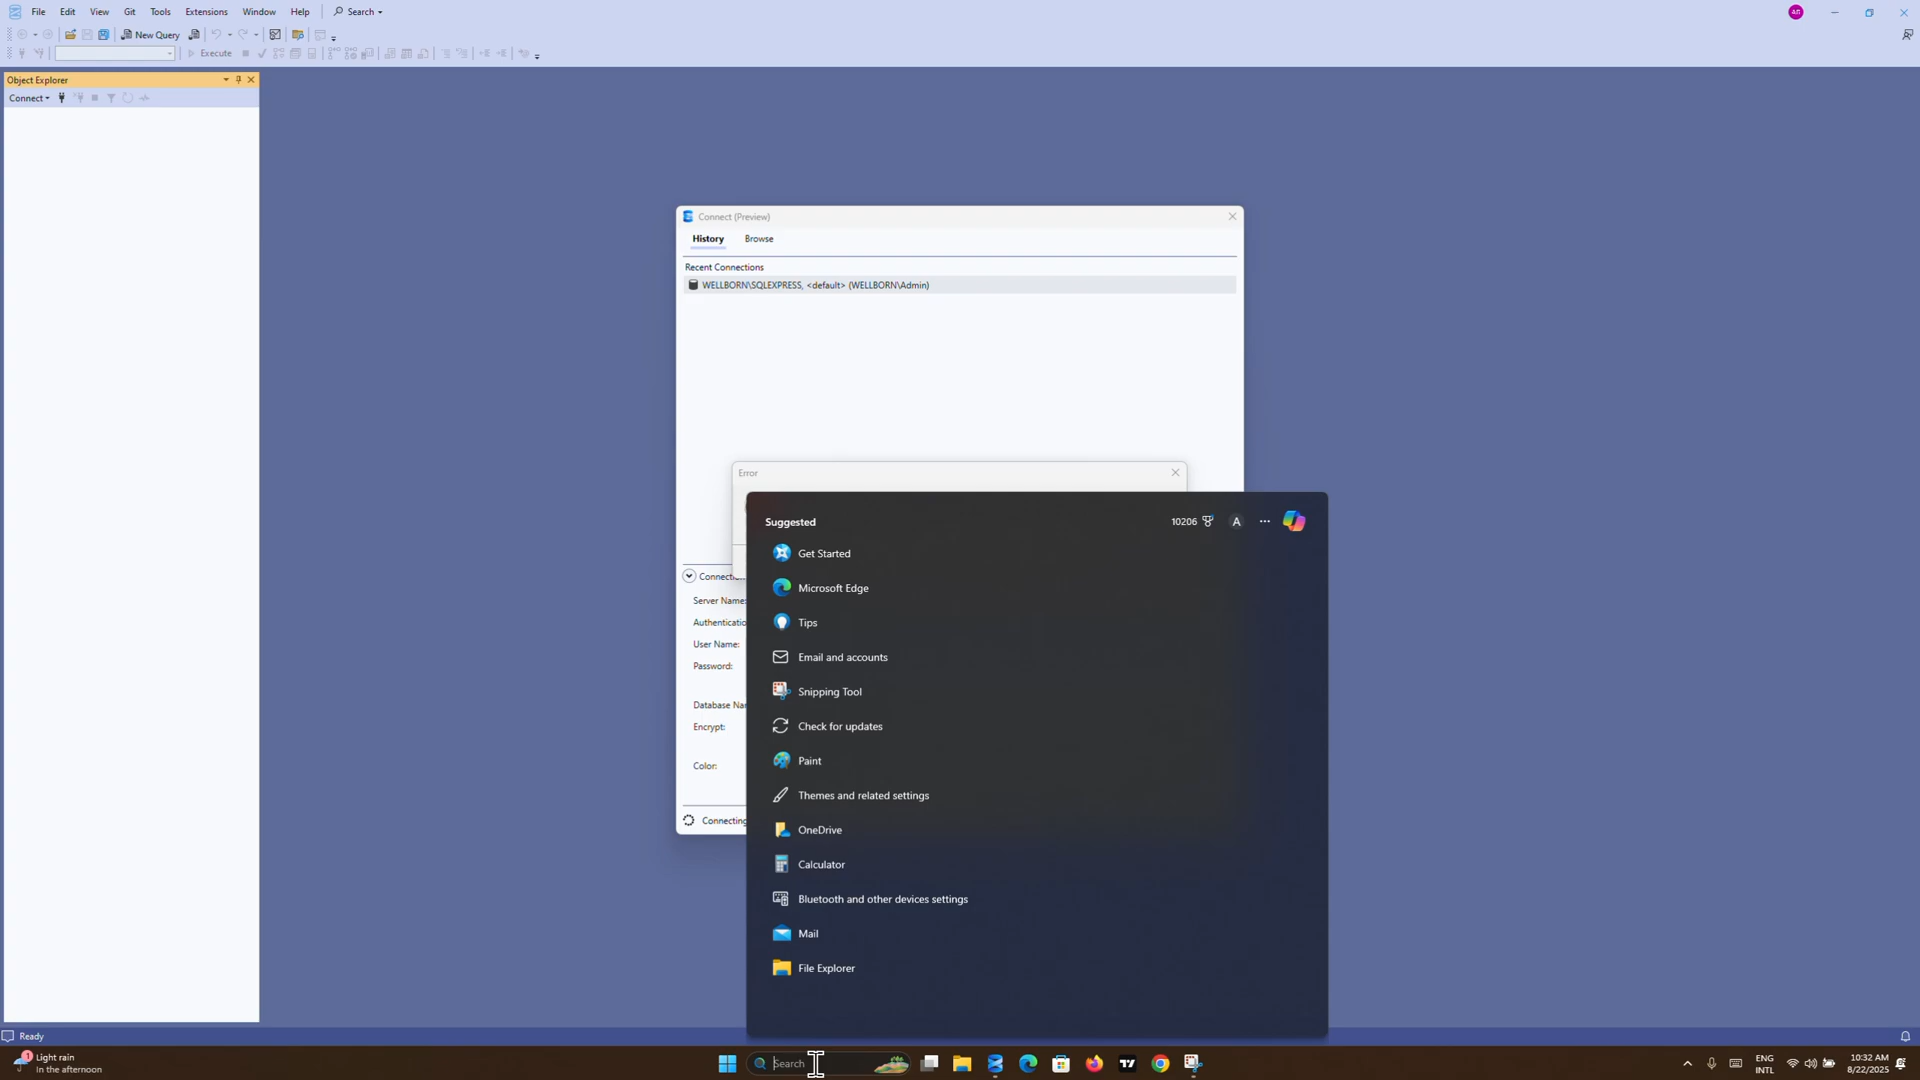 File Edit View Git Tools Extensions Window Help Search AG
New Query
Execute
Object Explorer
Connect
Connect (Preview)
History Browse
Recent Connections
WELLBORN\SQLEXPRESS, <default> (WELLBORN\Admin)
Error
Suggested 10206 A
Get Started
Microsoft Edge
Tips
Email and accounts
Snipping Tool
Check for updates
Paint
Themes and related settings
OneDrive
Calculator
Bluetooth and other devices settings
Mail
File Explorer
Server Name:
User Name:
Password:
Encrypt:
Color:
Connecting
Ready
1 Light rain
In the afternoon
Search
ENG
INTL
10:32 AM
8/22/2025